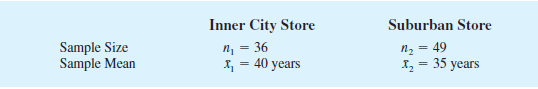 Inner City Store Suburban Store
Sample Size n₁ = 36 n₂ = 49
Sample Mean x̄₁ = 40 years x̄₂ = 35 years